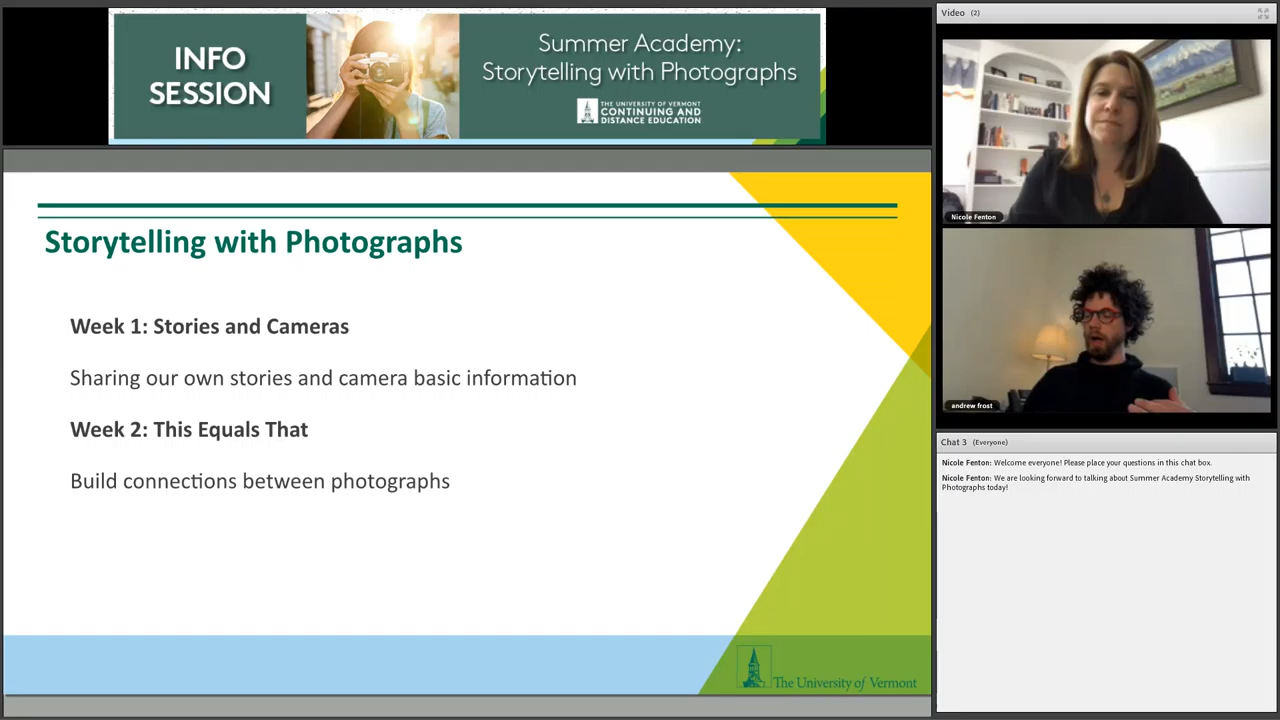 INFO
SESSION
Summer Academy:
Storytelling with Photographs
THE UNIVERSITY OF VERMONT
CONTINUING AND
DISTANCE EDUCATION
Storytelling with Photographs
Week 1: Stories and Cameras
Sharing our own stories and camera basic information
Week 2: This Equals That
Build connections between photographs
The University of Vermont
Video (2)
Nicole Fenton
andrew frost
Chat 3 (Everyone)
Nicole Fenton: Welcome everyone! Please place your questions in this chat box.
Nicole Fenton: We are looking forward to talking about Summer Academy Storytelling with
Photographs today!